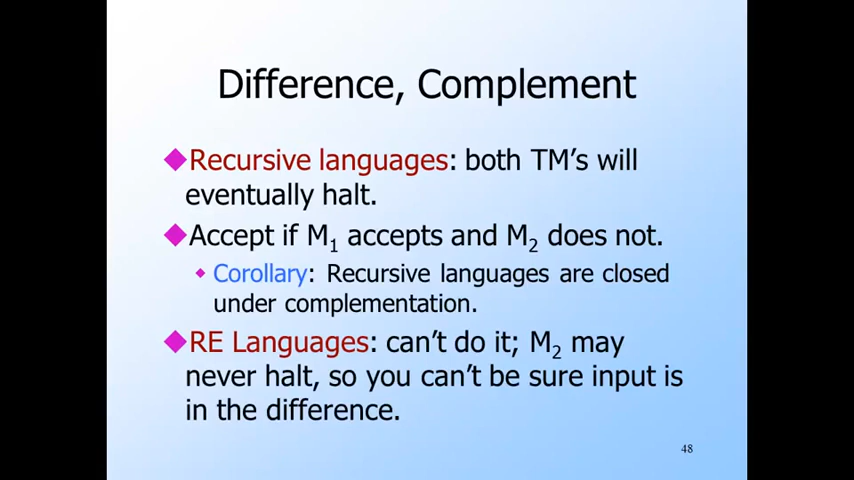 Difference, Complement
Recursive languages: both TM's will
eventually halt.
Accept if M₁ accepts and M₂ does not.
Corollary: Recursive languages are closed
under complementation.
RE Languages: can't do it; M₂ may
never halt, so you can't be sure input is
in the difference.
48